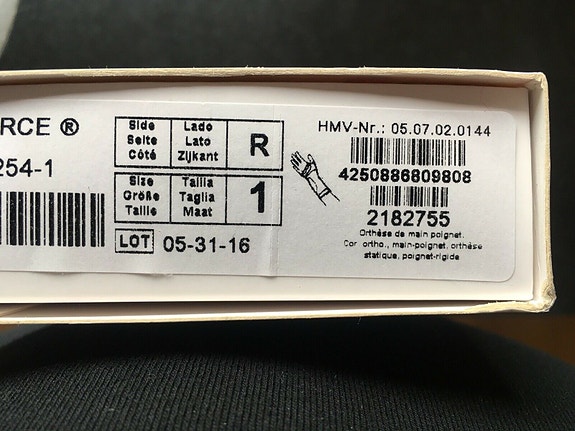 RCE ®
254-1
Side Lado
Seite Lato
Côté Zijkant
R
Size Tailla
Größe Taglia
Taille Maat
1
LOT 05-31-16
HMV-Nr.: 05.07.02.0144
4250886809808
2182755
Orthèse de main poignet.
Cor ortho., main-poignet, orthèse
statique, poignet-rigide